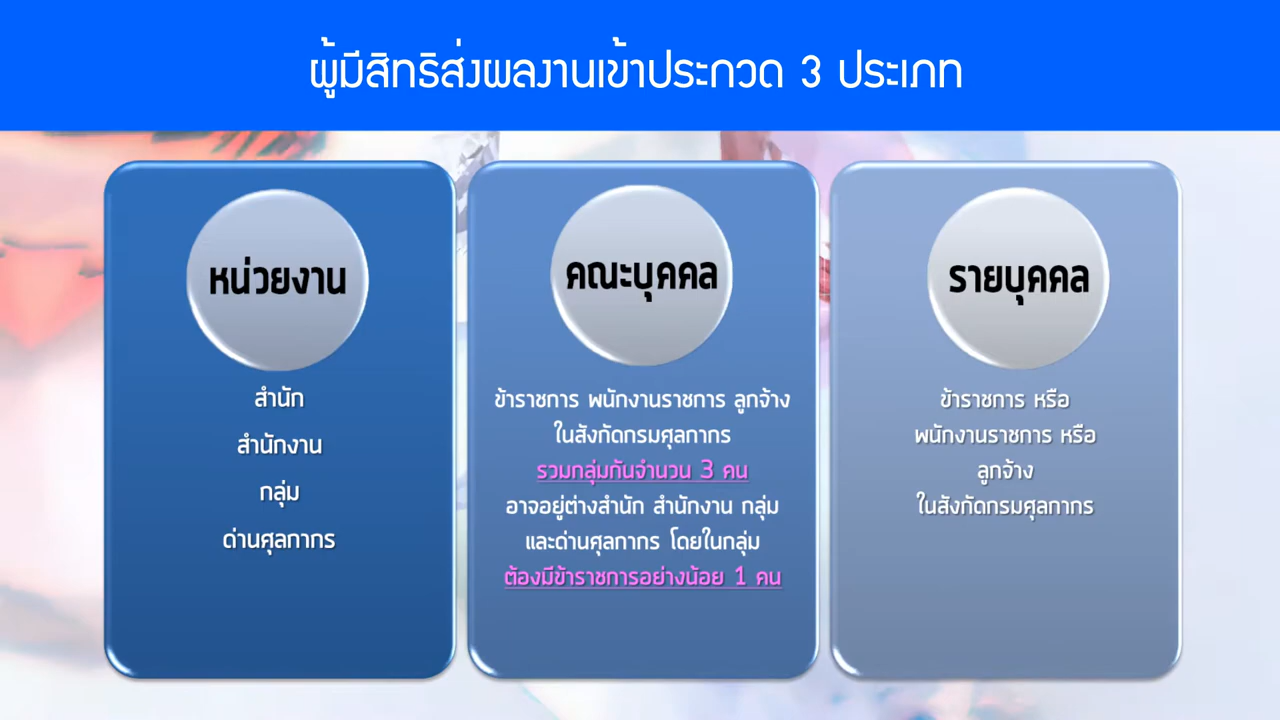 ผู้มีสิทธิส่งผลงานเข้าประกวด 3 ประเภท
หน่วยงาน
สำนัก
สำนักงาน
กลุ่ม
ด่านศุลกากร
คณะบุคคล
ข้าราชการ พนักงานราชการ ลูกจ้าง
ในสังกัดกรมศุลกากร
รวมกลุ่มกันจำนวน 3 คน
อาจอยู่ต่างสำนัก สำนักงาน กลุ่ม
และด่านศุลกากร โดยในกลุ่ม
ต้องมีข้าราชการอย่างน้อย 1 คน
รายบุคคล
ข้าราชการ หรือ
พนักงานราชการ หรือ
ลูกจ้าง
ในสังกัดกรมศุลกากร